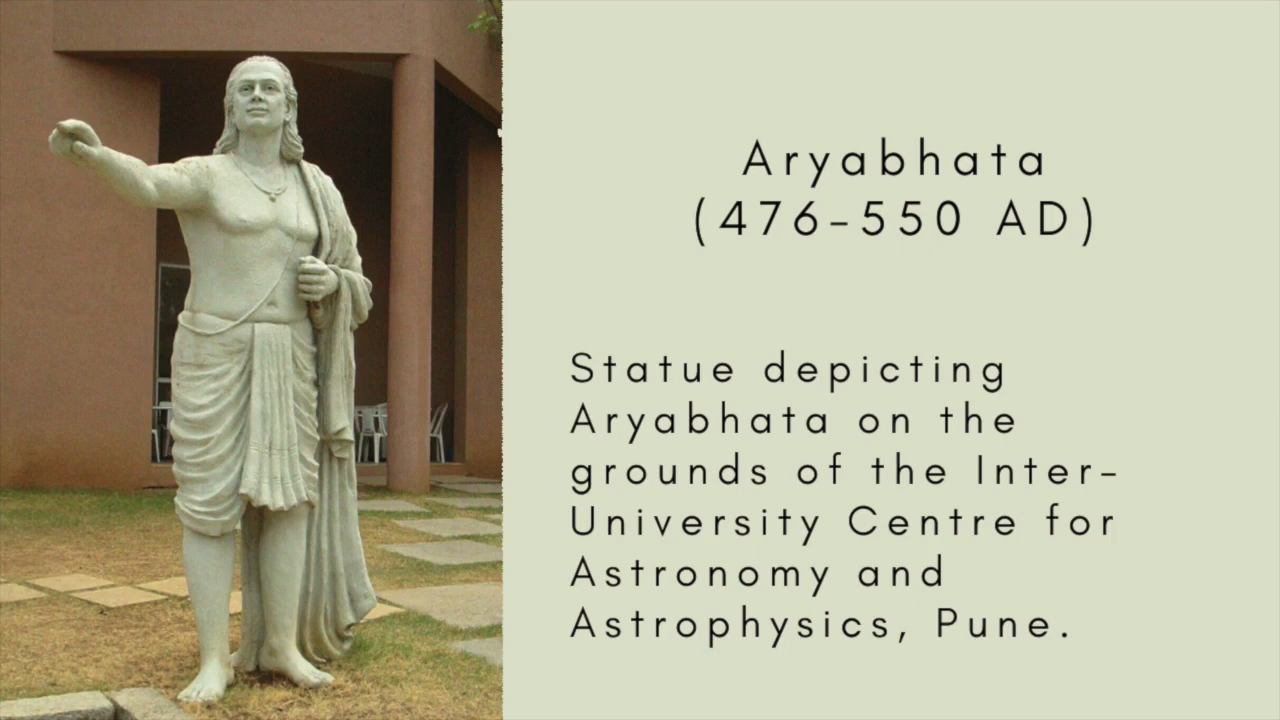 Aryabhata
(476-550 AD)
Statue depicting
Aryabhata on the
grounds of the Inter-
University Centre for
Astronomy and
Astrophysics, Pune.